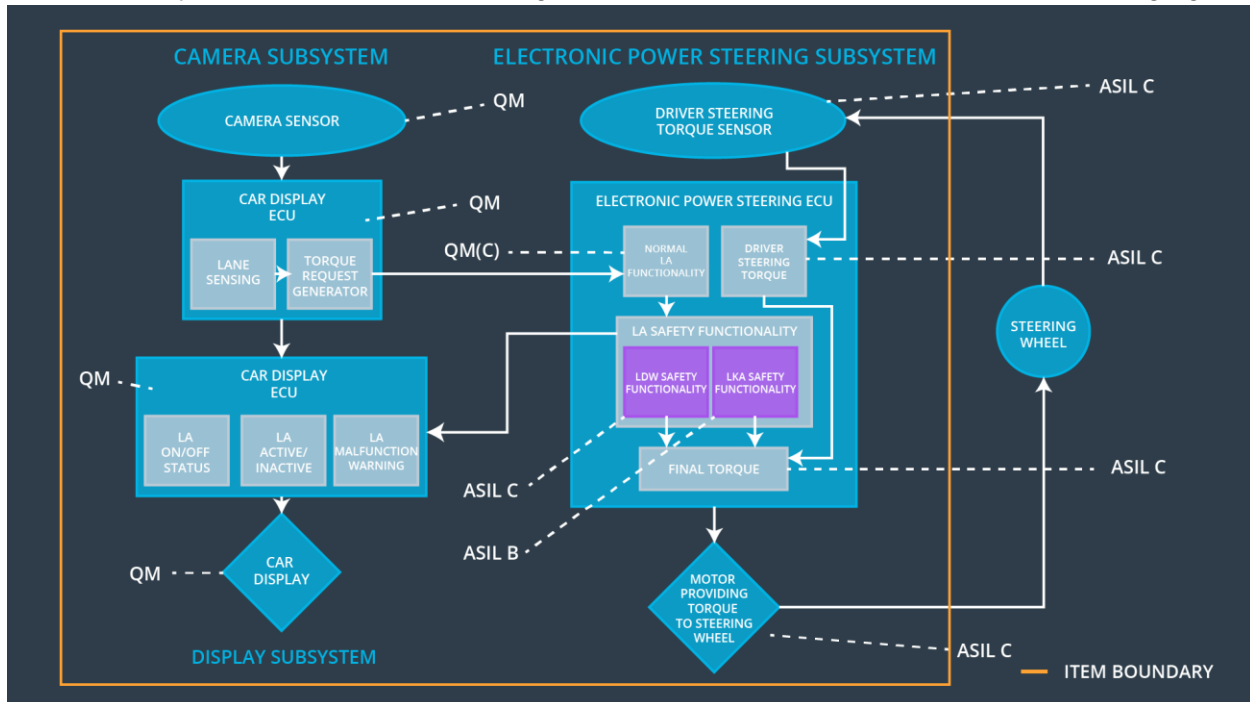 CAMERA SUBSYSTEM
ELECTRONIC POWER STEERING SUBSYSTEM
CAMERA SENSOR
QM
DRIVER STEERING
TORQUE SENSOR
ASIL C
CAR DISPLAY
ECU
QM
LANE
SENSING
TORQUE
REQUEST
GENERATOR
ELECTRONIC POWER STEERING ECU
QM(C)
NORMAL
LA
FUNCTIONALITY
DRIVER
STEERING
TORQUE
ASIL C
LA SAFETY FUNCTIONALITY
LDW SAFETY
FUNCTIONALITY
LKA SAFETY
FUNCTIONALITY
STEERING
WHEEL
QM
CAR DISPLAY
ECU
LA
ON/OFF
STATUS
LA
ACTIVE/
INACTIVE
LA
MALFUNCTION
WARNING
FINAL TORQUE
ASIL C
ASIL C
ASIL B
QM
CAR
DISPLAY
MOTOR
PROVIDING
TORQUE
TO STEERING
WHEEL
ASIL C
DISPLAY SUBSYSTEM
ITEM BOUNDARY